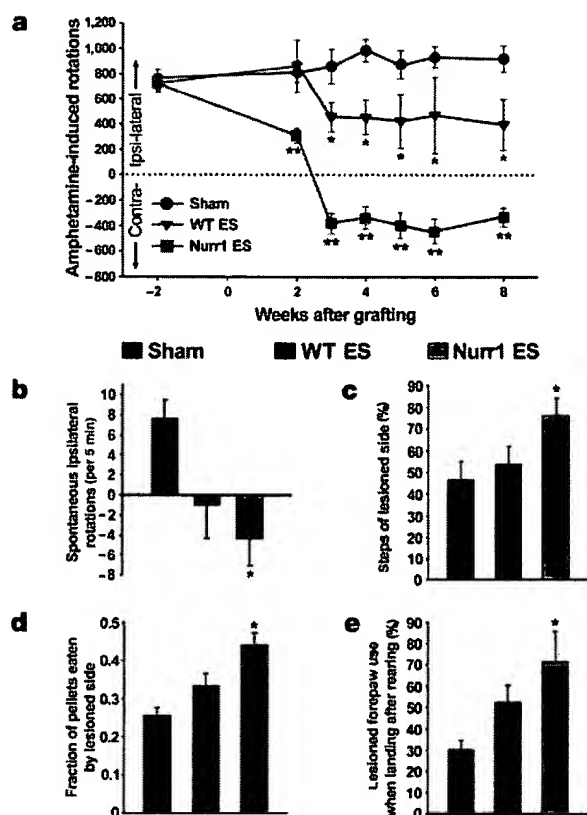 a
Amphetamine-induced rotations
Contra- Ipsi-lateral
1,200
1,000
800
600
400
200
0
−200
−400
−600
−800
Sham
WT ES
Nurr1 ES
** * * * * *
** ** ** ** **
−2 0 2 4 6 8
Weeks after grafting
Sham WT ES Nurr1 ES
b
Spontaneous ipsilateral
rotations (per 5 min)
10
8
6
4
2
0
−2
−4
−6
−8
*
c
Steps of lesioned side (%)
90
80
70
60
50
40
30
20
10
0
*
d
Fraction of pellets eaten
by lesioned side
0.5
0.4
0.3
0.2
0.1
0
*
e
Lesioned forepaw use
when landing after rearing (%)
90
80
70
60
50
40
30
20
10
0
*